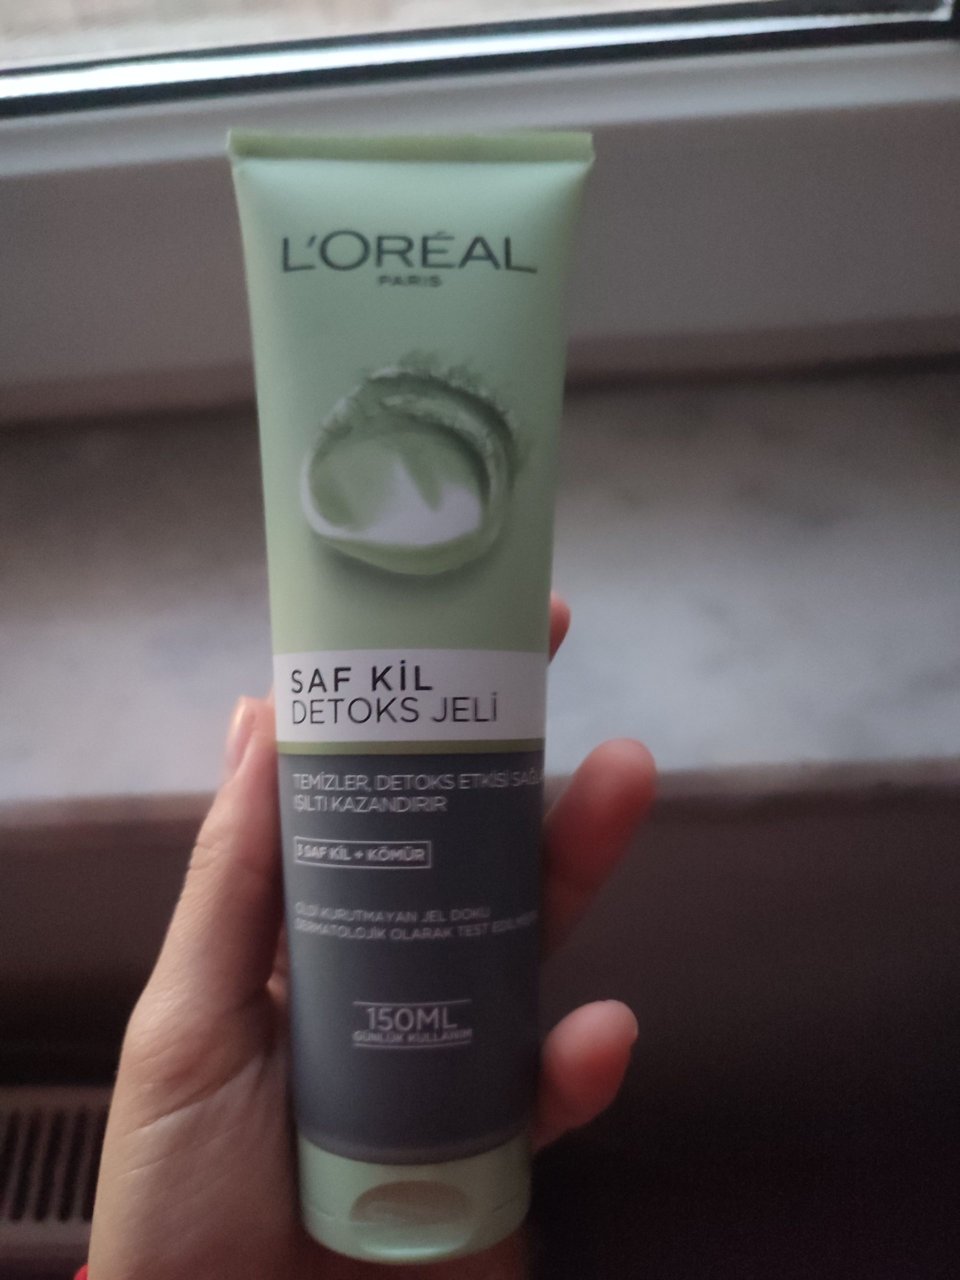 L'ORÉAL
PARIS
SAF KİL
DETOKS JELİ
TEMİZLER, DETOKS ETKİSİ
IŞILTI KAZANDIRIR
3 SAF KİL + KÖMÜR
CİLDİ KURUTMAYAN JEL DOKU
DERMATOLOJİK OLARAK TEST
150ML
GÜNLÜK KULLANIM